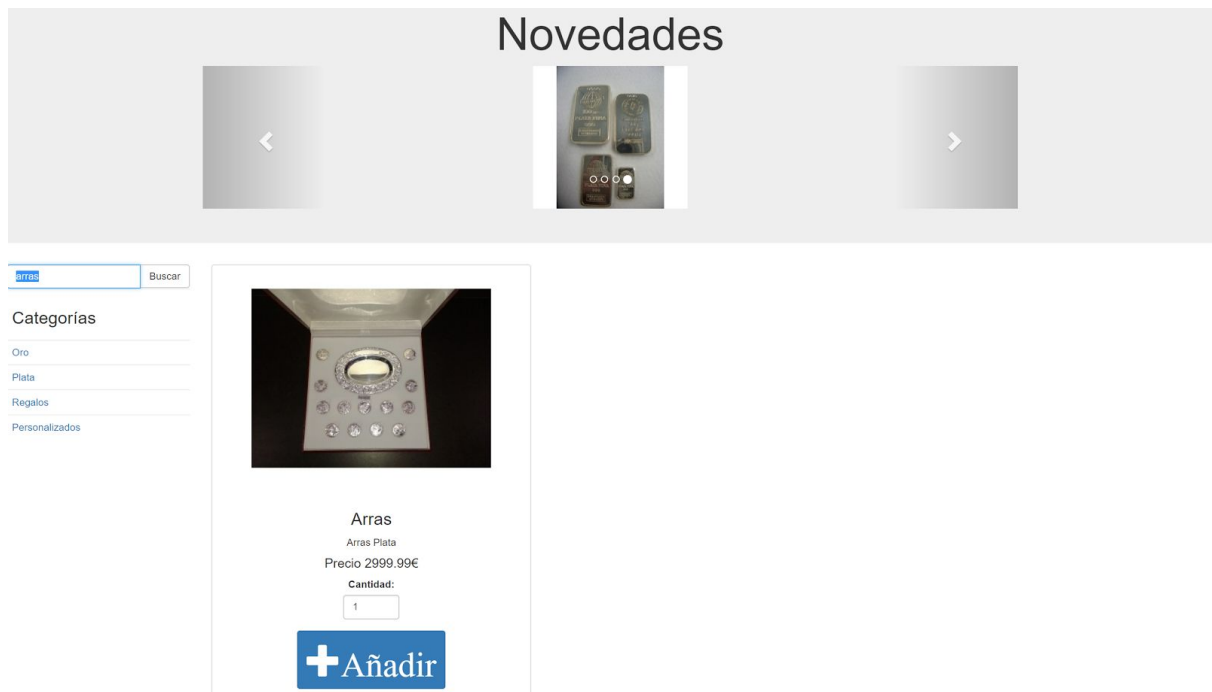 Novedades
arras
Buscar
Categorías
Oro
Plata
Regalos
Personalizados
Arras
Arras Plata
Precio 2999.99€
Cantidad:
1
Añadir